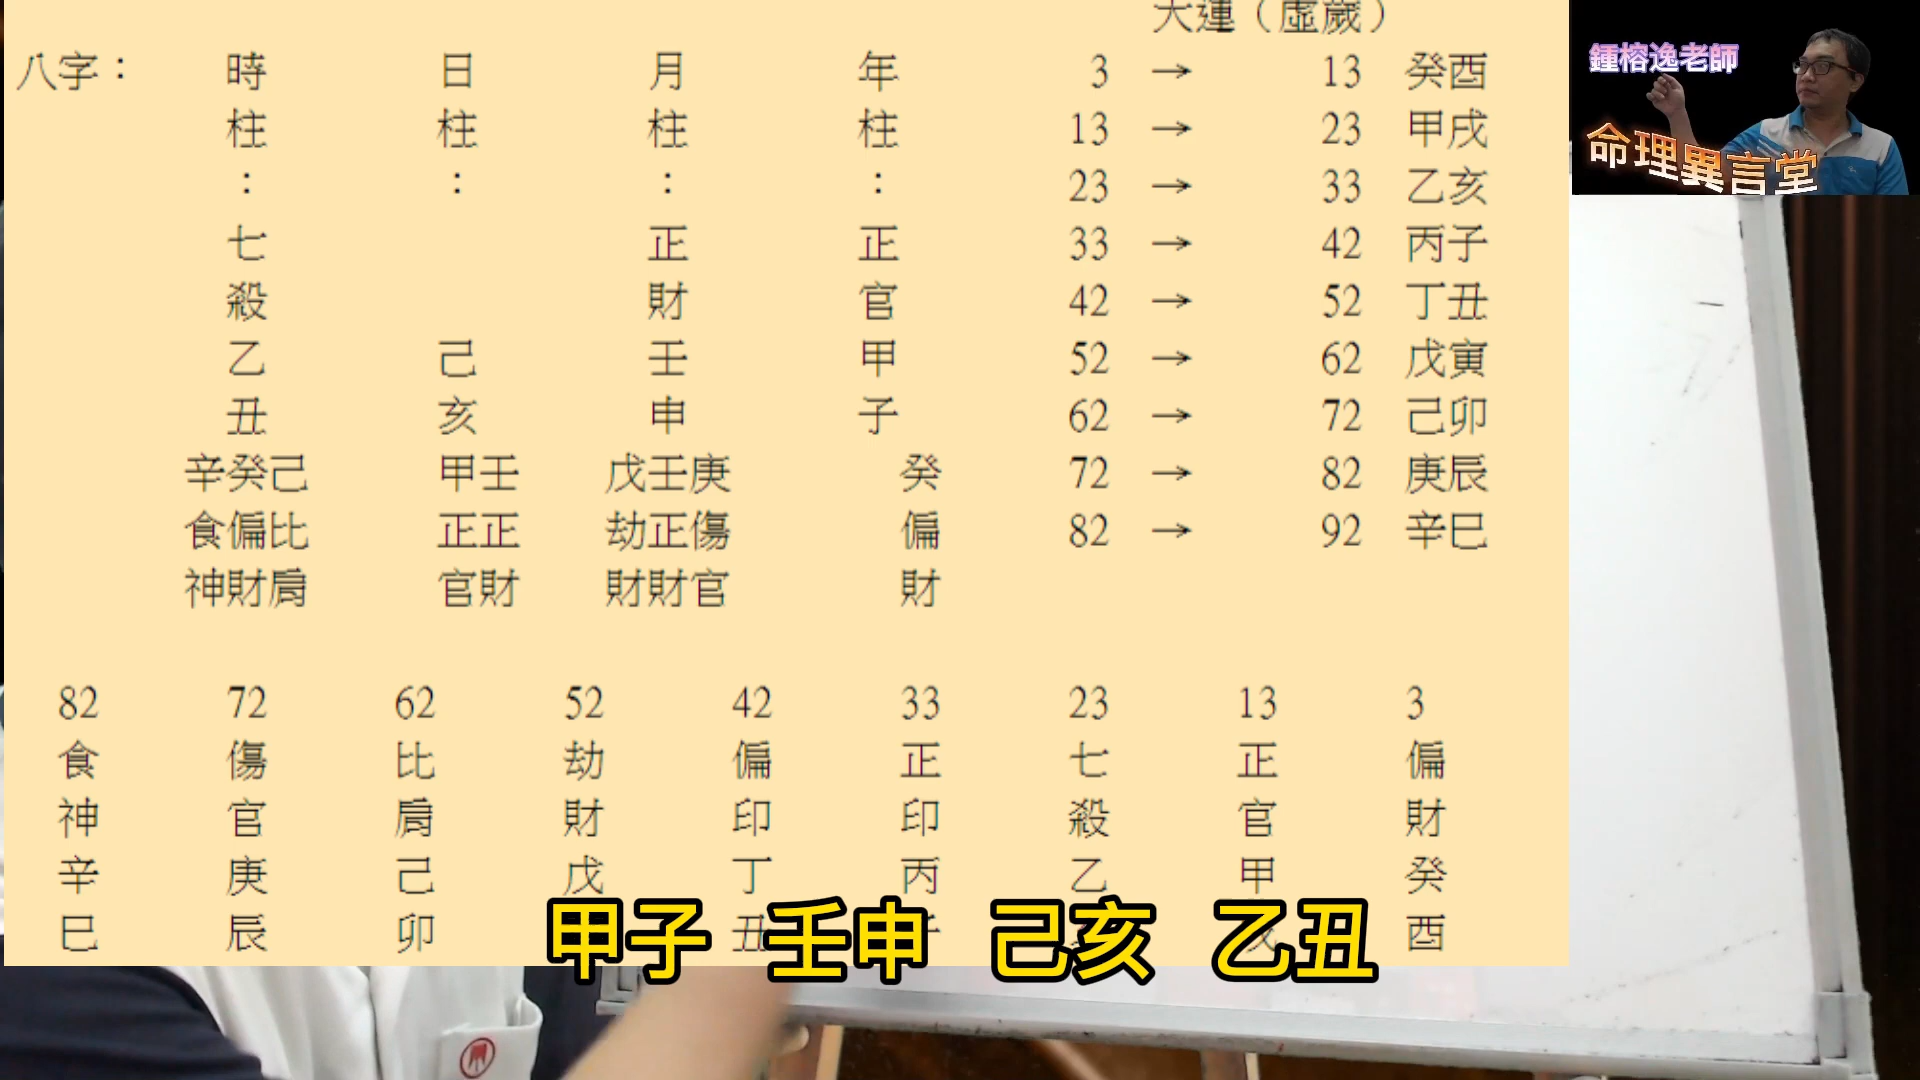 大運（虛歲）
八字： 時 日 月 年 3 → 13 癸酉
柱 柱 柱 柱 13 → 23 甲戌
： ： ： ： 23 → 33 乙亥
七 正 正 33 → 42 丙子
殺 財 官 42 → 52 丁丑
乙 己 壬 甲 52 → 62 戊寅
丑 亥 申 子 62 → 72 己卯
辛癸己 甲壬 戊壬庚 癸 72 → 82 庚辰
食偏比 正正 劫正傷 偏 82 → 92 辛巳
神財肩 官財 財財官 財
82 72 62 52 42 33 23 13 3
食 傷 比 劫 偏 正 七 正 偏
神 官 肩 財 印 印 殺 官 財
辛 庚 己 戊 丁 丙 乙 甲 癸
巳 辰 卯 丑 酉
甲子 壬申 己亥 乙丑
鍾榕逸老師
命理異言堂